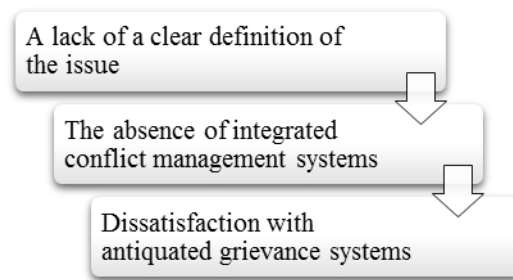 A lack of a clear definition of
the issue
The absence of integrated
conflict management systems
Dissatisfaction with
antiquated grievance systems